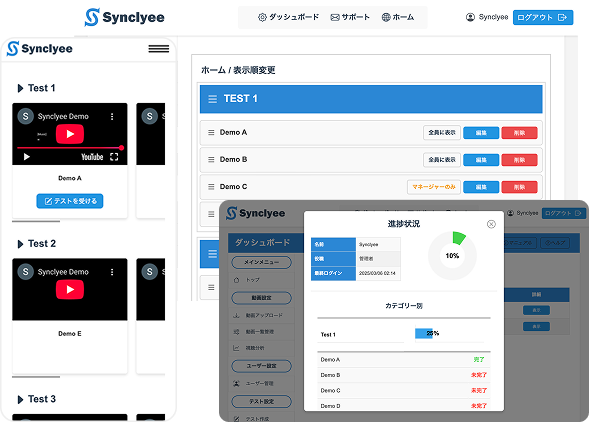 Synclyee
ダッシュボード
サポート
ホーム
Synclyee
ログアウト
Synclyee
Test 1
S
Synclyee Demo
YouTube
S
Demo A
テストを受ける
Test 2
S
Synclyee Demo
S
Demo E
Test 3
ホーム / 表示順変更
TEST 1
Demo A
全員に表示
編集
削除
Demo B
全員に表示
編集
削除
Demo C
マネージャーのみ
編集
削除
Synclyee
Synclyee
ログアウト
ダッシュボード
メインメニュー
トップ
動画設定
動画アップロード
動画一覧管理
視聴分析
ユーザー設定
ユーザー管理
テスト設定
テスト作成
詳細
表示
表示
進捗状況
名前
Synclyee
役職
管理者
最終ログイン
2025/03/06 02:14
10%
カテゴリー別
Test 1
25%
Demo A
完了
Demo B
未完了
Demo C
未完了
Demo D
未完了